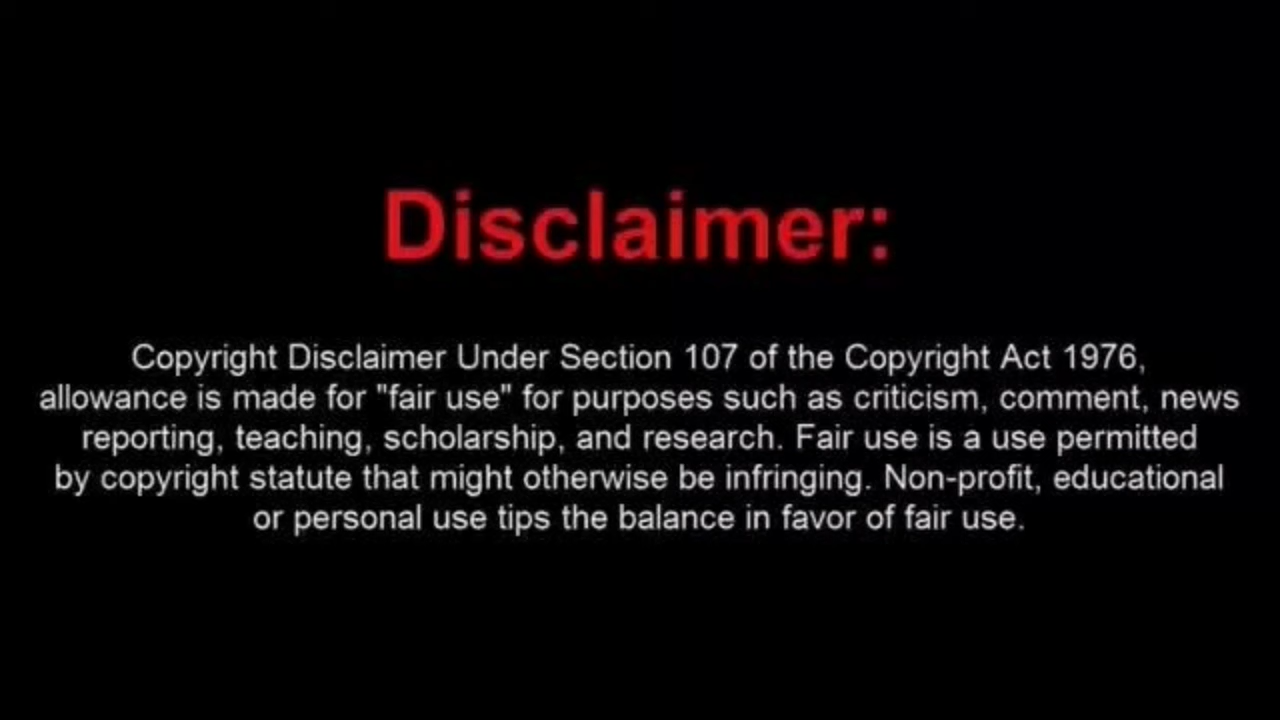 Disclaimer:
Copyright Disclaimer Under Section 107 of the Copyright Act 1976,
allowance is made for "fair use" for purposes such as criticism, comment, news
reporting, teaching, scholarship, and research. Fair use is a use permitted
by copyright statute that might otherwise be infringing. Non-profit, educational
or personal use tips the balance in favor of fair use.